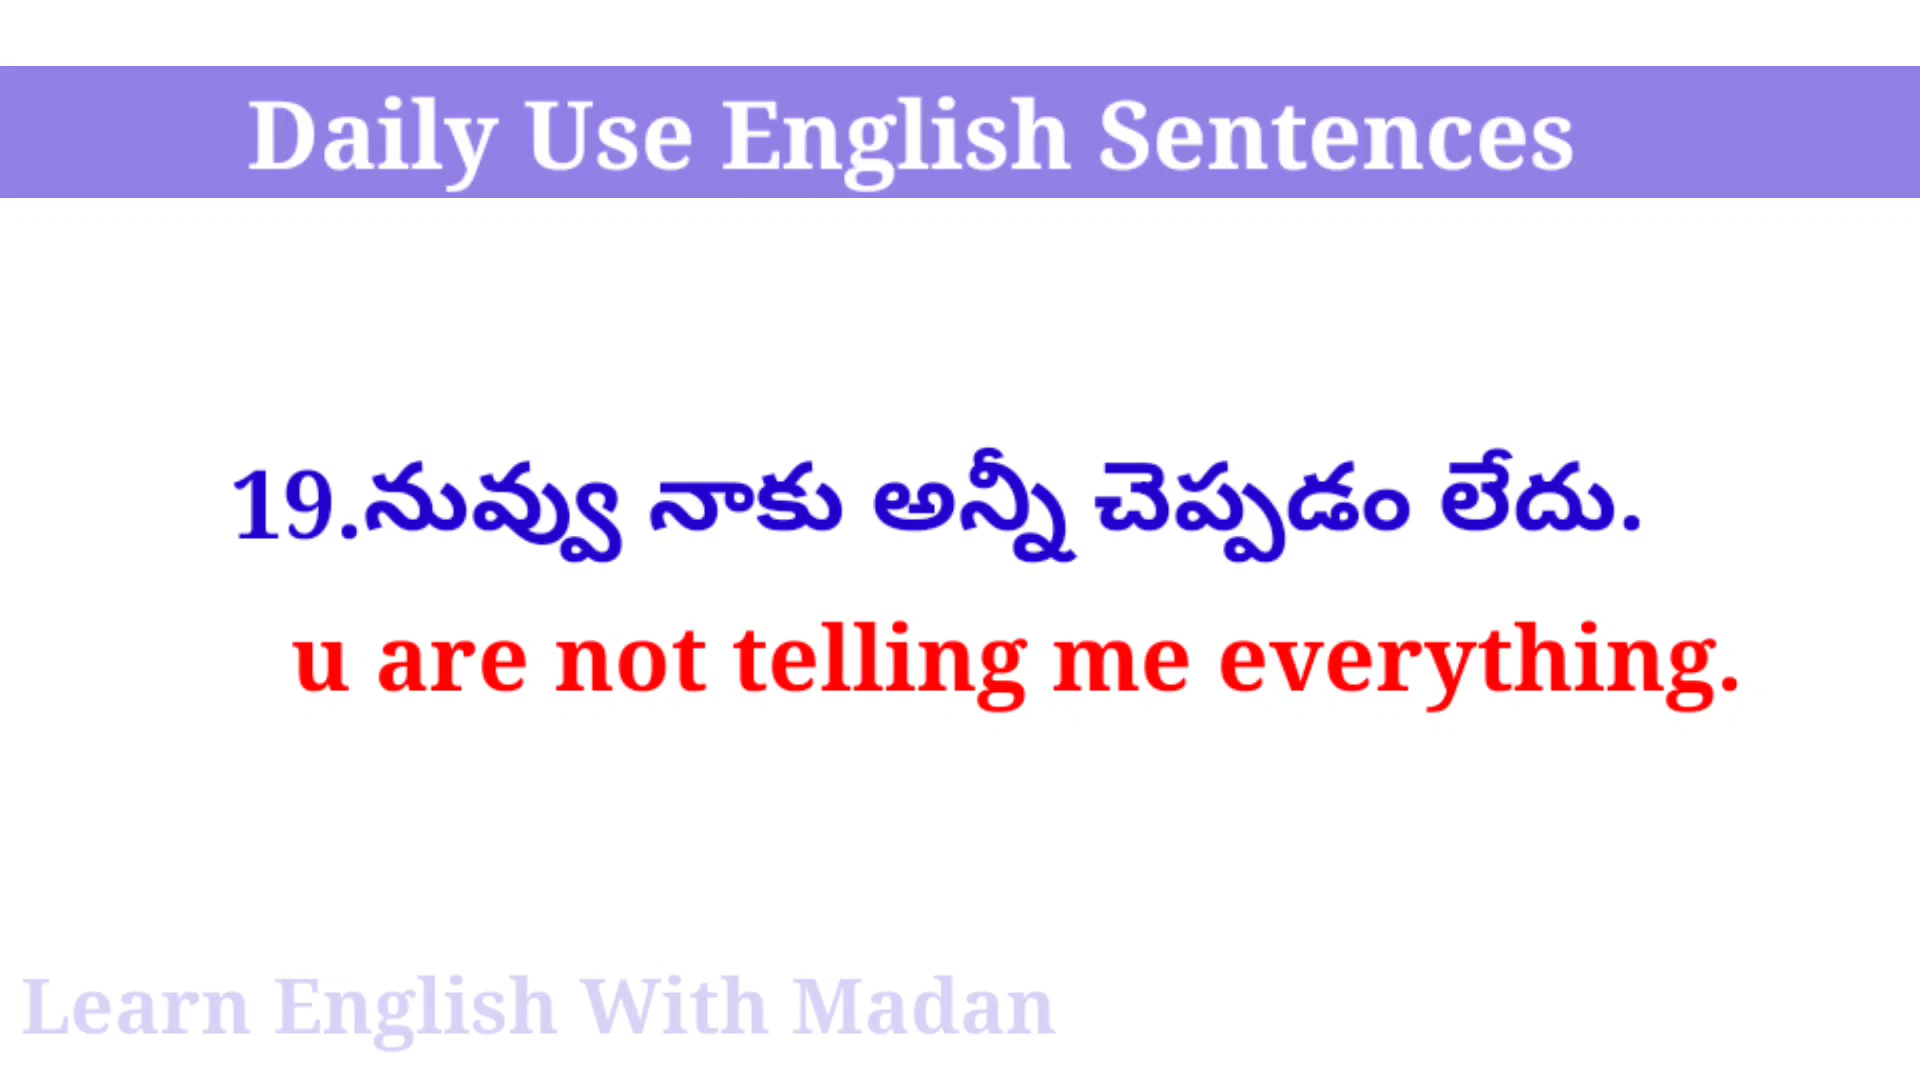 Daily Use English Sentences
19.నువ్వు నాకు అన్నీ చెప్పడం లేదు.
u are not telling me everything.
Learn English With Madan